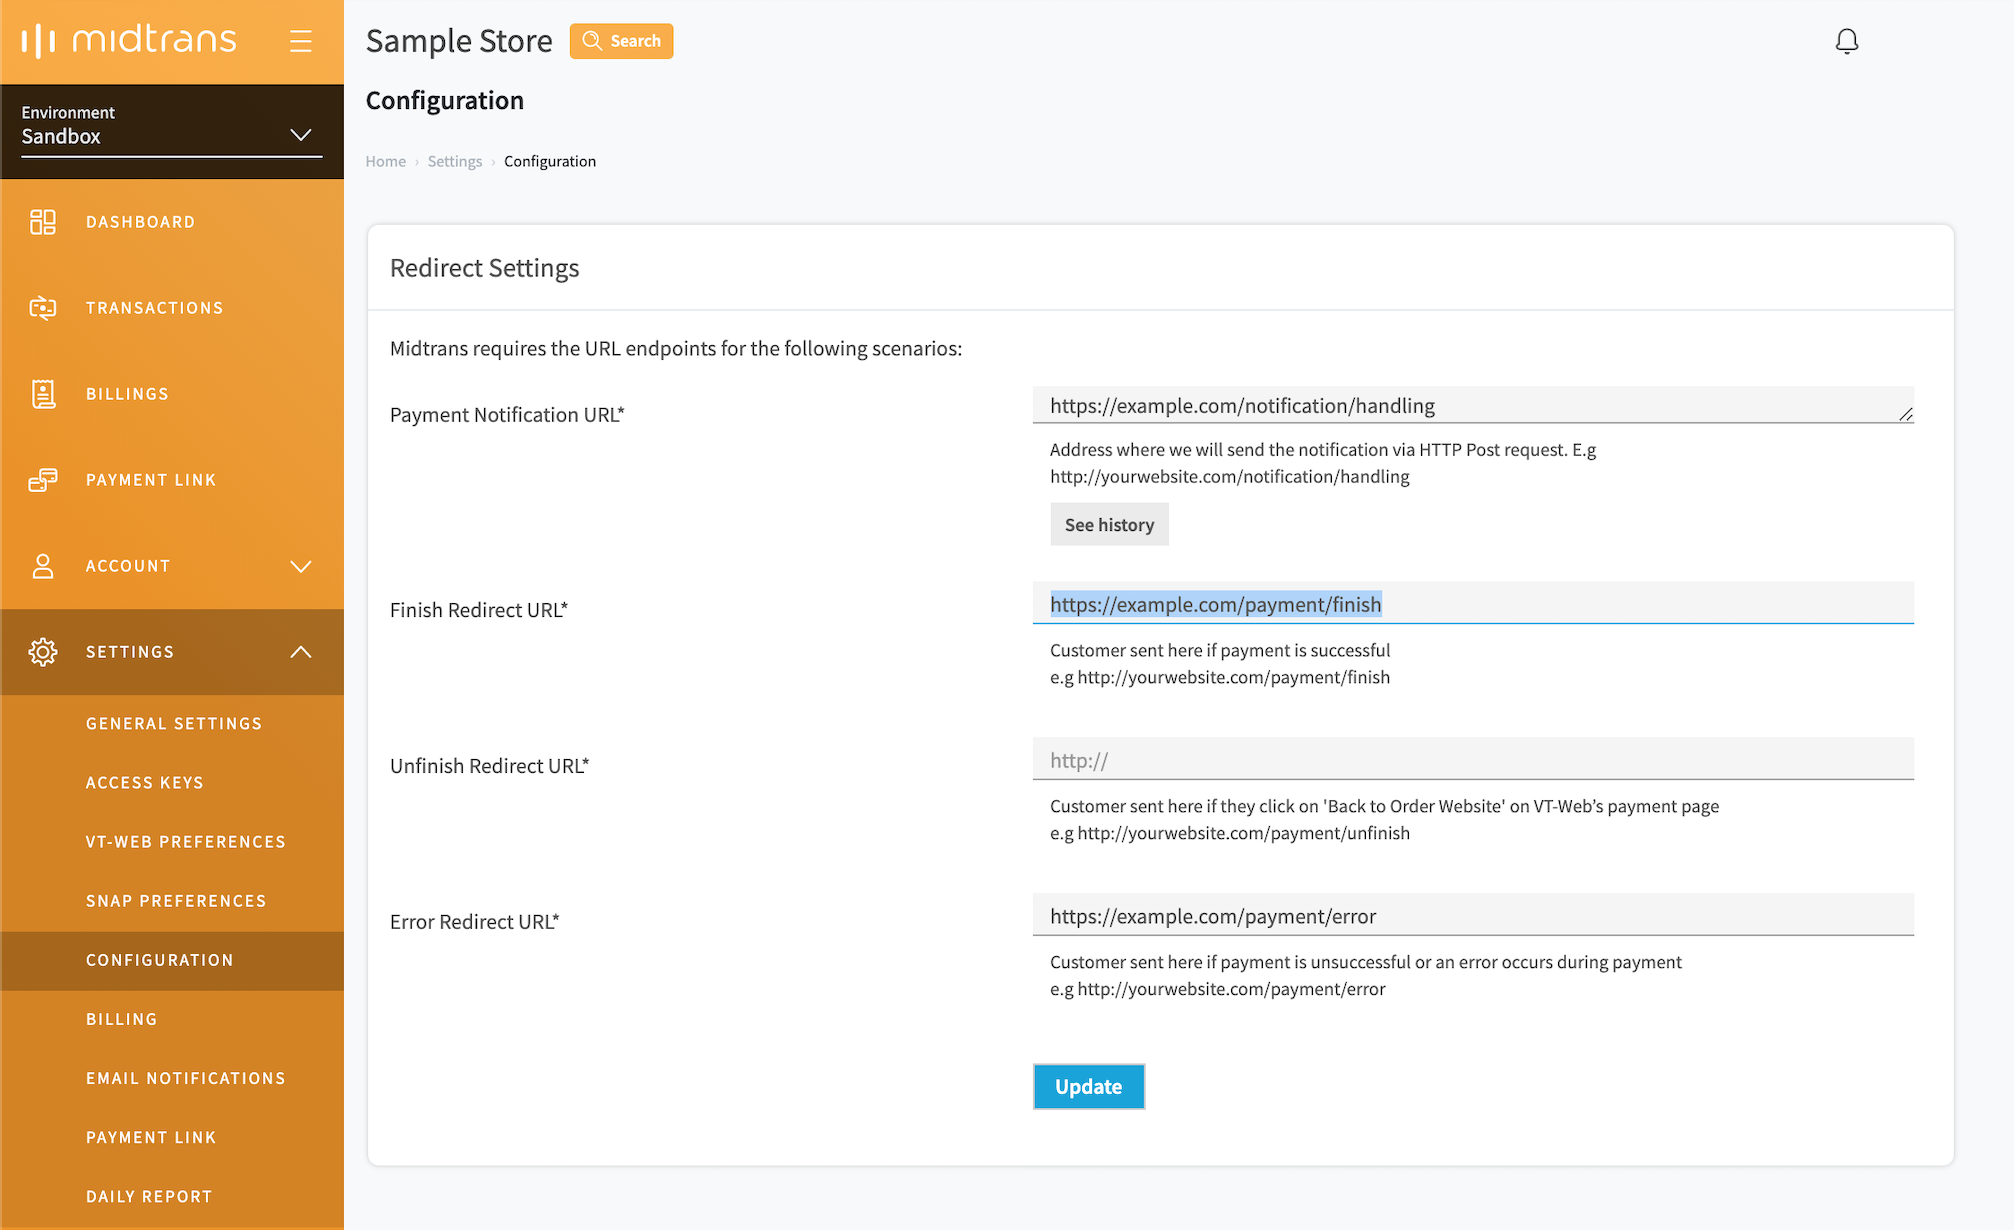 midtrans
Environment
Sandbox
DASHBOARD
TRANSACTIONS
BILLINGS
PAYMENT LINK
ACCOUNT
SETTINGS
GENERAL SETTINGS
ACCESS KEYS
VT-WEB PREFERENCES
SNAP PREFERENCES
CONFIGURATION
BILLING
EMAIL NOTIFICATIONS
PAYMENT LINK
DAILY REPORT
Sample Store Search
Configuration
Home › Settings › Configuration
Redirect Settings
Midtrans requires the URL endpoints for the following scenarios:
Payment Notification URL*
https://example.com/notification/handling
Address where we will send the notification via HTTP Post request. E.g
http://yourwebsite.com/notification/handling
See history
Finish Redirect URL*
https://example.com/payment/finish
Customer sent here if payment is successful
e.g http://yourwebsite.com/payment/finish
Unfinish Redirect URL*
http://
Customer sent here if they click on 'Back to Order Website' on VT-Web’s payment page
e.g http://yourwebsite.com/payment/unfinish
Error Redirect URL*
https://example.com/payment/error
Customer sent here if payment is unsuccessful or an error occurs during payment
e.g http://yourwebsite.com/payment/error
Update